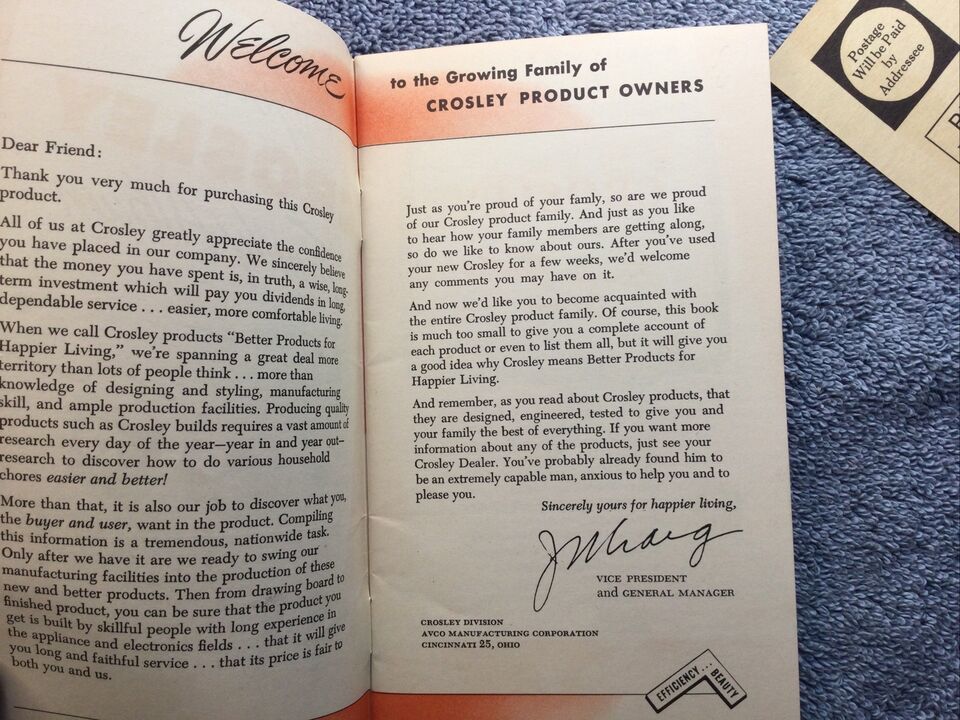 Welcome
Dear Friend:
Thank you very much for purchasing this Crosley
product.
All of us at Crosley greatly appreciate the confidence
you have placed in our company. We sincerely believe
that the money you have spent is, in truth, a wise, long-
term investment which will pay you dividends in long,
dependable service . . . easier, more comfortable living.
When we call Crosley products “Better Products for
Happier Living,” we’re spanning a great deal more
territory than lots of people think . . . more than
knowledge of designing and styling, manufacturing
skill, and ample production facilities. Producing quality
products such as Crosley builds requires a vast amount of
research every day of the year—year in and year out—
research to discover how to do various household
chores easier and better!
More than that, it is also our job to discover what you,
the buyer and user, want in the product. Compiling
this information is a tremendous, nationwide task.
Only after we have it are we ready to swing our
manufacturing facilities into the production of these
new and better products. Then from drawing board to
finished product, you can be sure that the product you
get is built by skillful people with long experience in
the appliance and electronics fields . . . that it will give
you long and faithful service . . . that its price is fair to
both you and us.
to the Growing Family of
CROSLEY PRODUCT OWNERS
Just as you’re proud of your famly, so are we proud
of our Crosley product family. And just as you like
to hear how your family members are getting along,
so do we like to know about ours. After you’ve used
your new Crosley for a few weeks, we’d welcome
any comments you may have on it.
And now we’d like you to become acquainted with
the entire Crosley product family. Of course, this book
is much too small to give you a complete account of
each product or even to list them all, but it will give you
a good idea why Crosley means Better Products for
Happier Living.
And remember, as you read about Crosley products, that
they are designed, engineered, tested to give you and
your family the best of everything. If you want more
information about any of the products, just see your
Crosley Dealer. You’ve probably already found him to
be an extremely capable man, anxious to help you and to
please you.
Sincerely yours for happier living,
VICE PRESIDENT
and GENERAL MANAGER
CROSLEY DIVISION
AVCO MANUFACTURING CORPORATION
CINCINNATI 25, OHIO
EFFICIENCY . . . BEAUTY
Postage
Will be Paid
by
Addressee